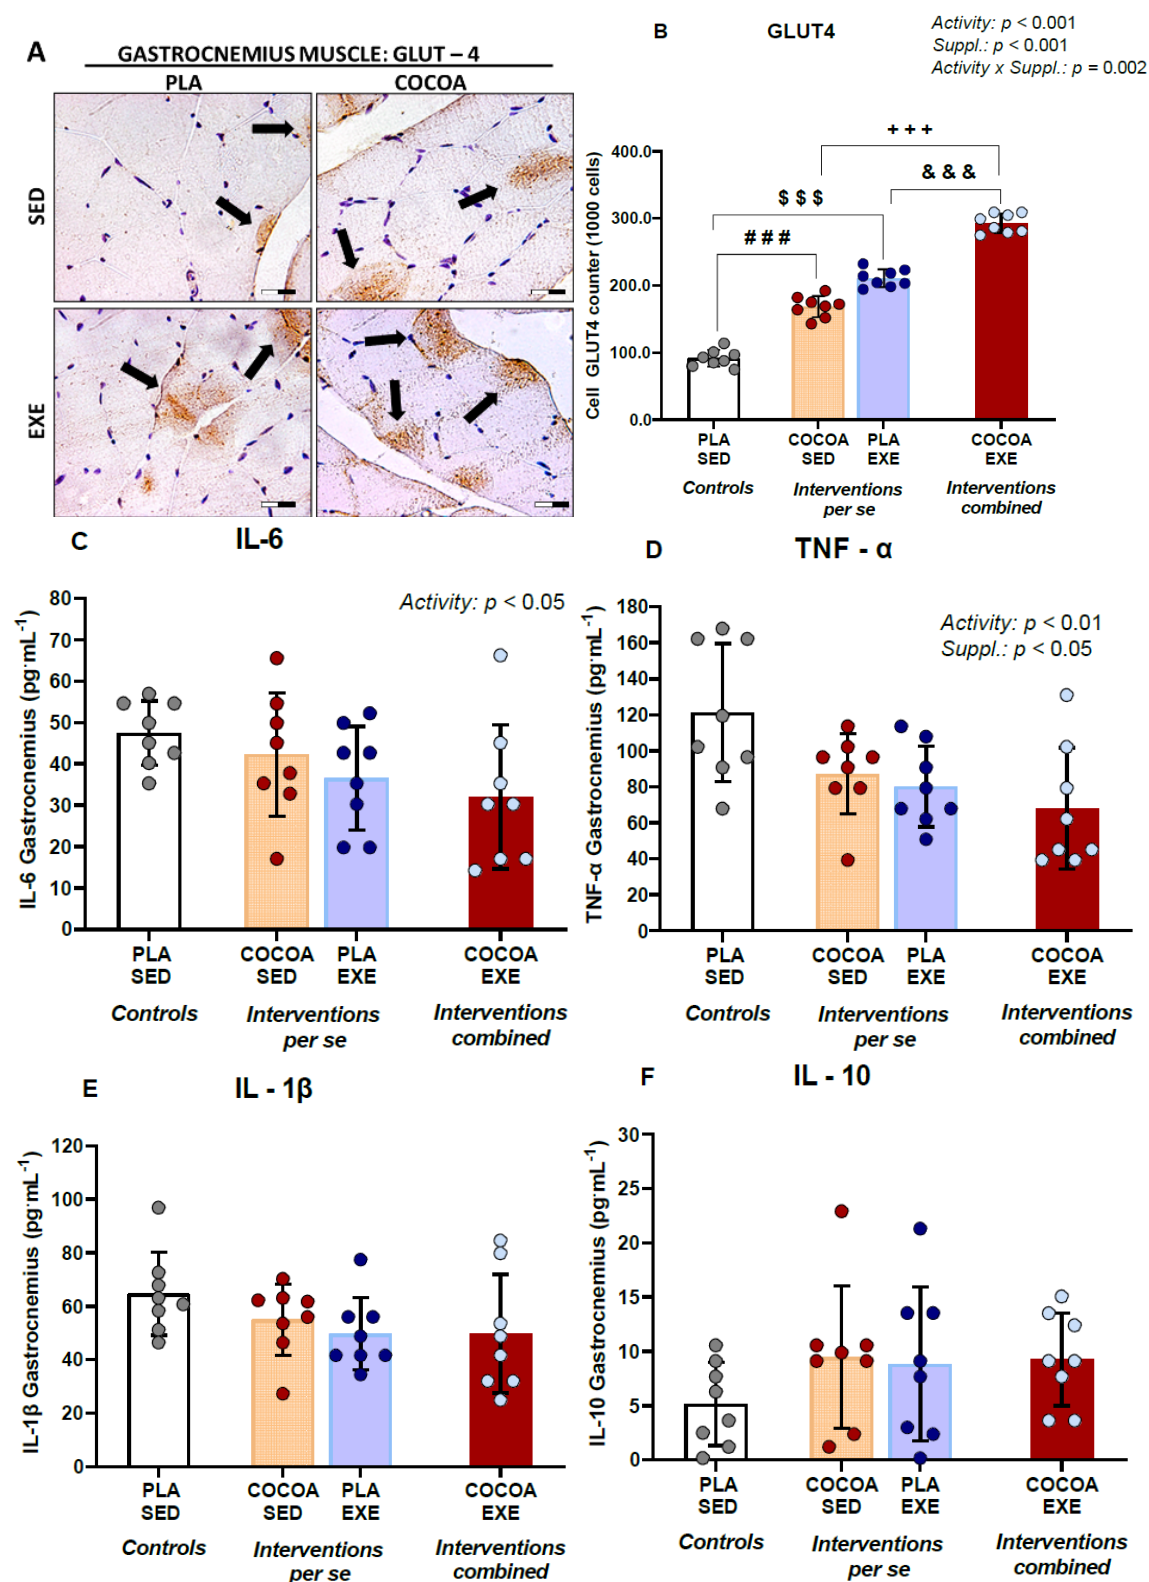 A
GASTROCNEMIUS MUSCLE: GLUT – 4
PLA
COCOA
SED
EXE
B
GLUT4
Activity: p < 0.001
Suppl.: p < 0.001
Activity x Suppl.: p = 0.002
Cell GLUT4 counter (1000 cells)
400.0
300.0
200.0
100.0
0.0
+ + +
& & &
$ $ $
# # #
PLA
SED
COCOA
SED
PLA
EXE
COCOA
EXE
Controls
Interventions
per se
Interventions
combined
C
IL-6
Activity: p < 0.05
IL-6 Gastrocnemius (pg·mL⁻¹)
80
70
60
50
40
30
20
10
0
PLA
SED
COCOA
SED
PLA
EXE
COCOA
EXE
Controls
Interventions
per se
Interventions
combined
D
TNF - α
Activity: p < 0.01
Suppl.: p < 0.05
TNF-α Gastrocnemius (pg·mL⁻¹)
180
160
140
120
100
80
60
40
20
0
PLA
SED
COCOA
SED
PLA
EXE
COCOA
EXE
Controls
Interventions
per se
Interventions
combined
E
IL - 1β
IL-1β Gastrocnemius (pg·mL⁻¹)
120
100
80
60
40
20
0
PLA
SED
COCOA
SED
PLA
EXE
COCOA
EXE
Controls
Interventions
per se
Interventions
combined
F
IL - 10
IL-10 Gastrocnemius (pg·mL⁻¹)
30
25
20
15
10
5
0
PLA
SED
COCOA
SED
PLA
EXE
COCOA
EXE
Controls
Interventions
per se
Interventions
combined